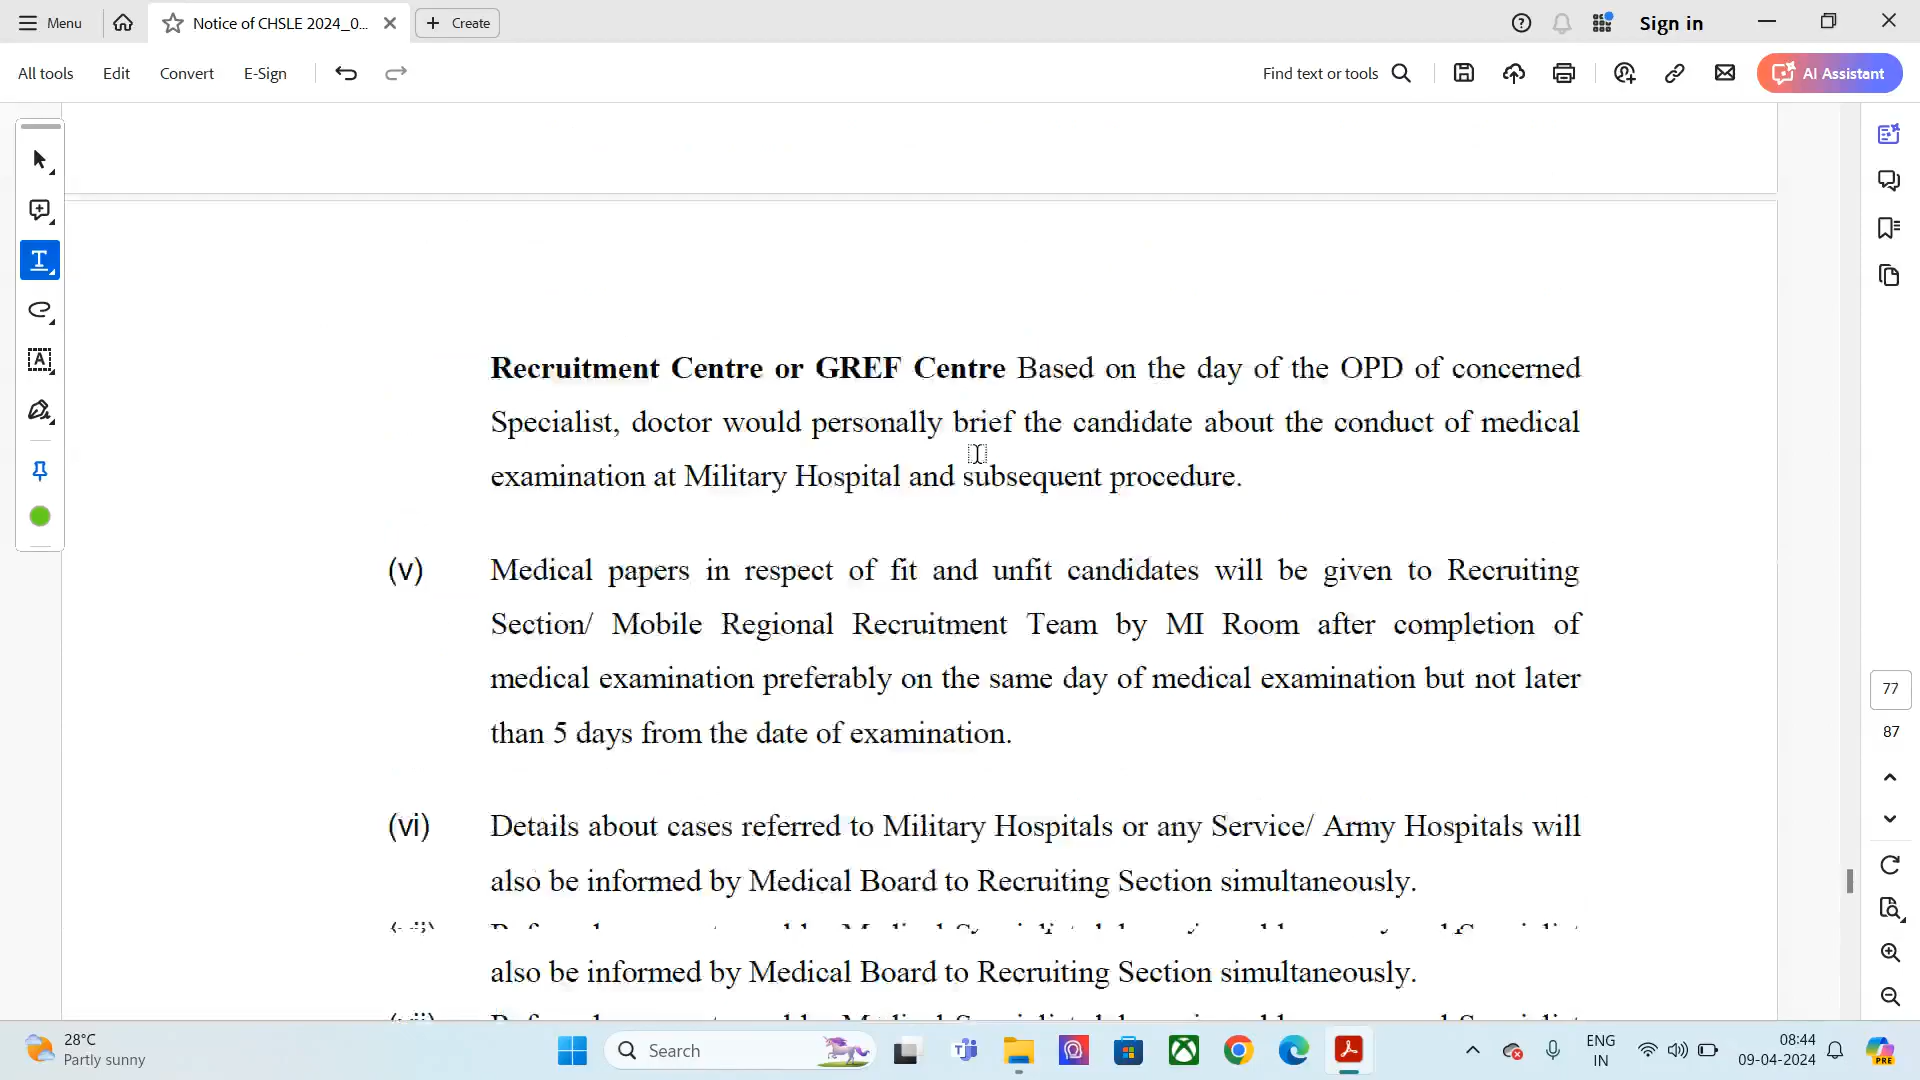 Menu
Notice of CHSLE 2024_0...
Create
Sign in
All tools
Edit
Convert
E-Sign
Find text or tools
AI Assistant
Recruitment Centre or GREF Centre Based on the day of the OPD of concerned
Specialist, doctor would personally brief the candidate about the conduct of medical
examination at Military Hospital and subsequent procedure.
(v) Medical papers in respect of fit and unfit candidates will be given to Recruiting
Section/ Mobile Regional Recruitment Team by MI Room after completion of
medical examination preferably on the same day of medical examination but not later
than 5 days from the date of examination.
(vi) Details about cases referred to Military Hospitals or any Service/ Army Hospitals will
also be informed by Medical Board to Recruiting Section simultaneously.
also be informed by Medical Board to Recruiting Section simultaneously.
77
87
28°C
Partly sunny
Search
ENG
IN
08:44
09-04-2024
PRE